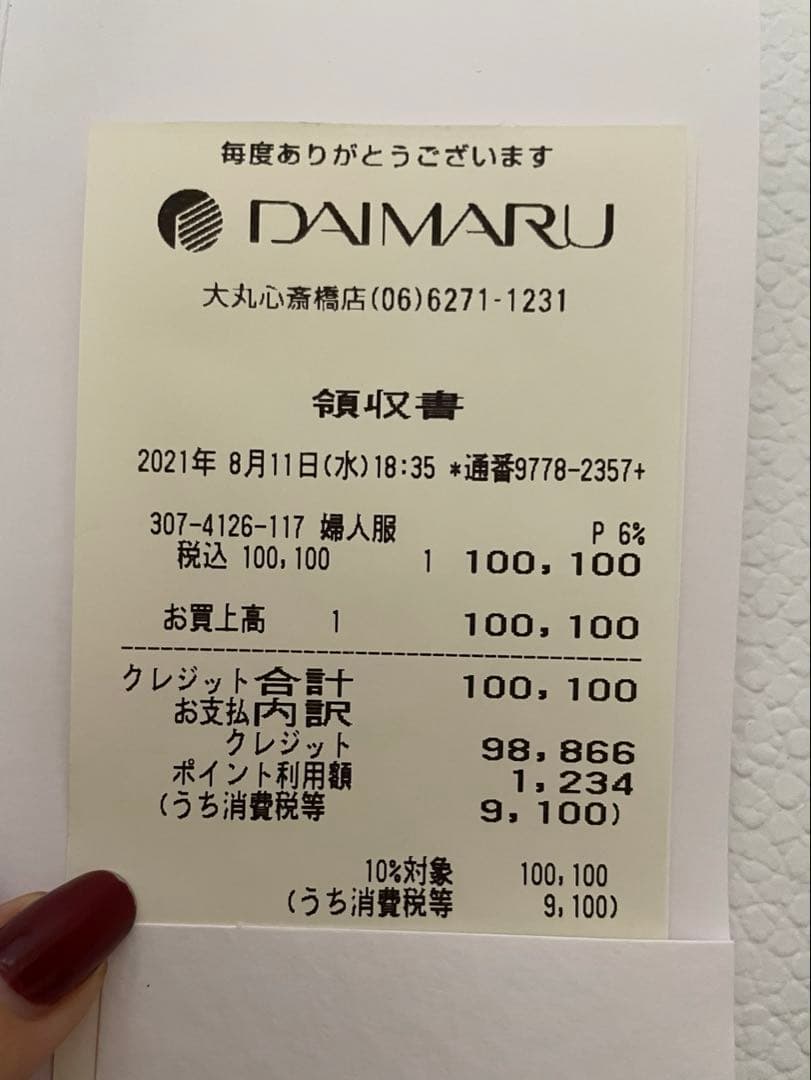 毎度ありがとうございます
DAIMARU
大丸心斎橋店(06)6271-1231
領収書
2021年 8月11日(水)18:35 *通番9778-2357+
307-4126-117 婦人服 P 6%
税込 100,100 1 100,100
お買上高 1 100,100
クレジット合計 100,100
お支払内訳
クレジット 98,866
ポイント利用額 1,234
(うち消費税等 9,100)
10%対象 100,100
(うち消費税等 9,100)